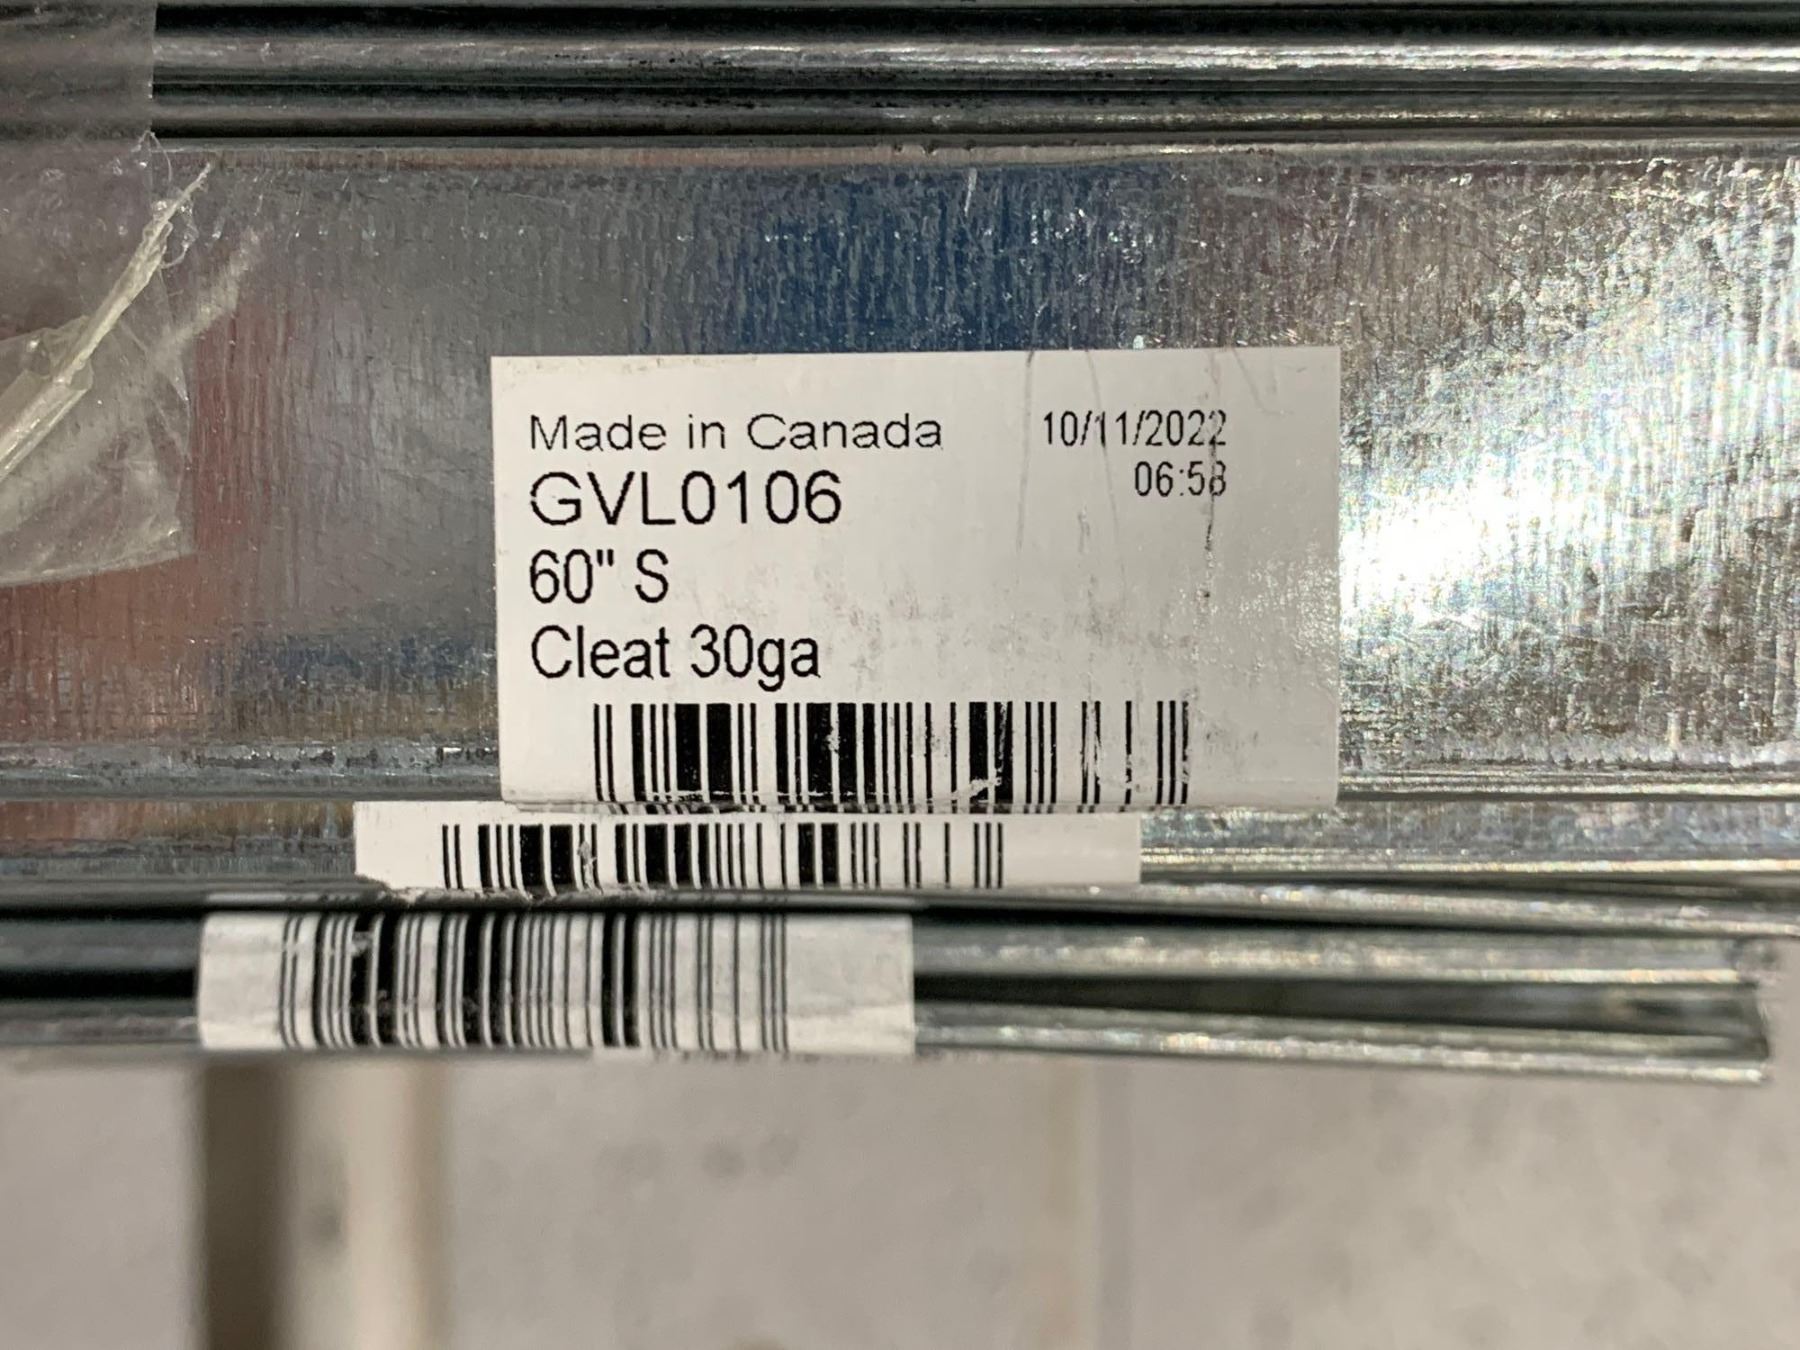 Made in Canada 10/11/2022
GVL0106 06:58
60" S
Cleat 30ga